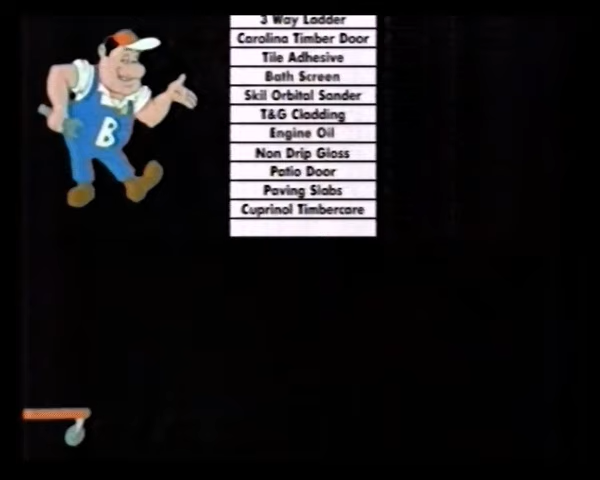 3 Way Ladder
Carolina Timber Door
Tile Adhesive
Bath Screen
Skil Orbital Sander
T&G Cladding
Engine Oil
Non Drip Gloss
Patio Door
Paving Slabs
Cuprinol Timbercare
B